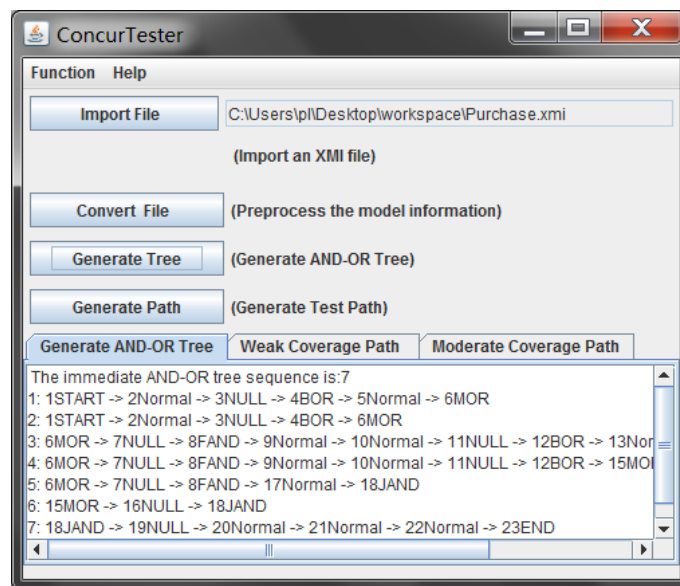 ConcurTester
Function Help
Import File C:\Users\pl\Desktop\workspace\Purchase.xmi
(Import an XMI file)
Convert File (Preprocess the model information)
Generate Tree (Generate AND-OR Tree)
Generate Path (Generate Test Path)
Generate AND-OR Tree Weak Coverage Path Moderate Coverage Path
The immediate AND-OR tree sequence is:7
1: 1START -> 2Normal -> 3NULL -> 4BOR -> 5Normal -> 6MOR
2: 1START -> 2Normal -> 3NULL -> 4BOR -> 6MOR
3: 6MOR -> 7NULL -> 8FAND -> 9Normal -> 10Normal -> 11NULL -> 12BOR -> 13Nor
4: 6MOR -> 7NULL -> 8FAND -> 9Normal -> 10Normal -> 11NULL -> 12BOR -> 15MO
5: 6MOR -> 7NULL -> 8FAND -> 17Normal -> 18JAND
6: 15MOR -> 16NULL -> 18JAND
7: 18JAND -> 19NULL -> 20Normal -> 21Normal -> 22Normal -> 23END